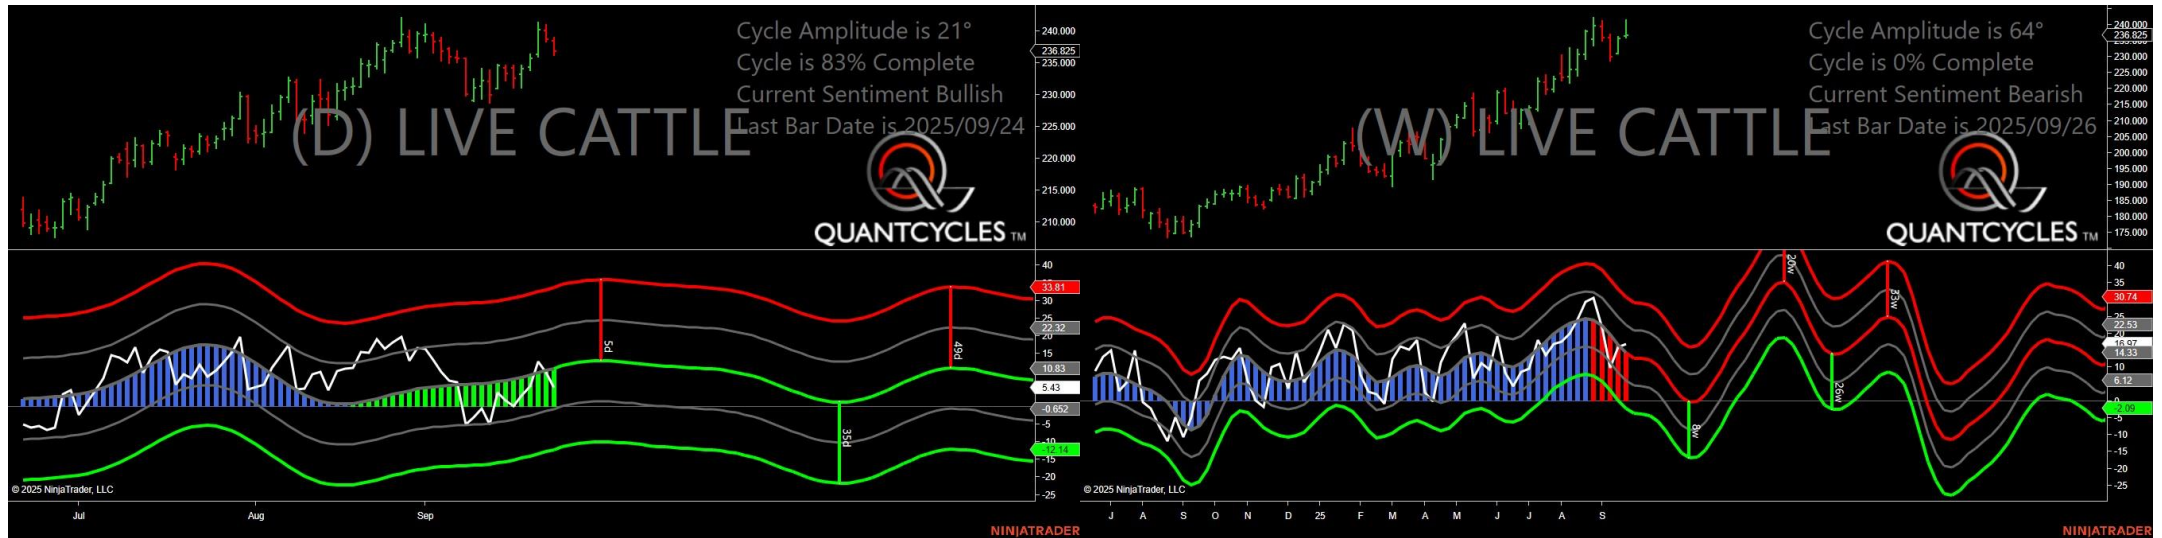 Cycle Amplitude is 21°
Cycle is 83% Complete
Current Sentiment Bullish
Last Bar Date is 2025/09/24
(D) LIVE CATTLE
QUANTCYCLES TM
240.000
236.825
235.000
230.000
225.000
220.000
215.000
210.000
40
33.81
30
25
22.32
15
10.83
5.43
-0.652
-5
-10
-12.14
-15
-20
-25
5d
35d
49d
© 2025 NinjaTrader, LLC
Jul
Aug
Sep
NINJATRADER
Cycle Amplitude is 64°
Cycle is 0% Complete
Current Sentiment Bearish
Last Bar Date is 2025/09/26
(W) LIVE CATTLE
QUANTCYCLES TM
240.000
236.825
230.000
225.000
220.000
215.000
210.000
205.000
200.000
195.000
190.000
185.000
180.000
175.000
40
35
30.74
25
22.53
16.97
14.33
10
6.12
-2.09
-5
-10
-15
-20
-25
8w
20w
26w
33w
© 2025 NinjaTrader, LLC
J A S O N D 25 F M A M J J A S
NINJATRADER